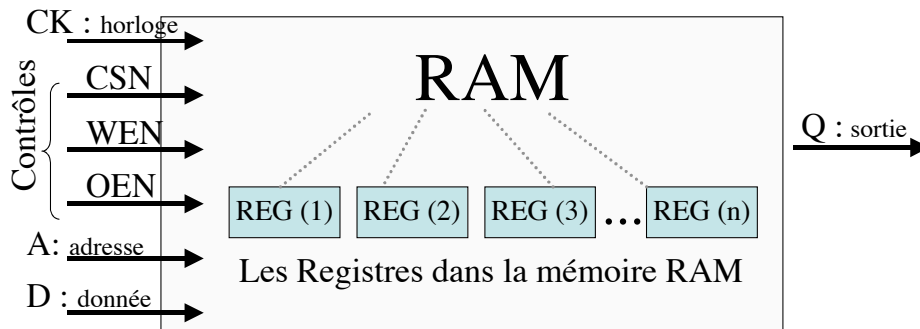 CK : horloge
Contrôles
CSN
WEN
OEN
A: adresse
D : donnée
RAM
REG (1) REG (2) REG (3) ... REG (n)
Les Registres dans la mémoire RAM
Q : sortie